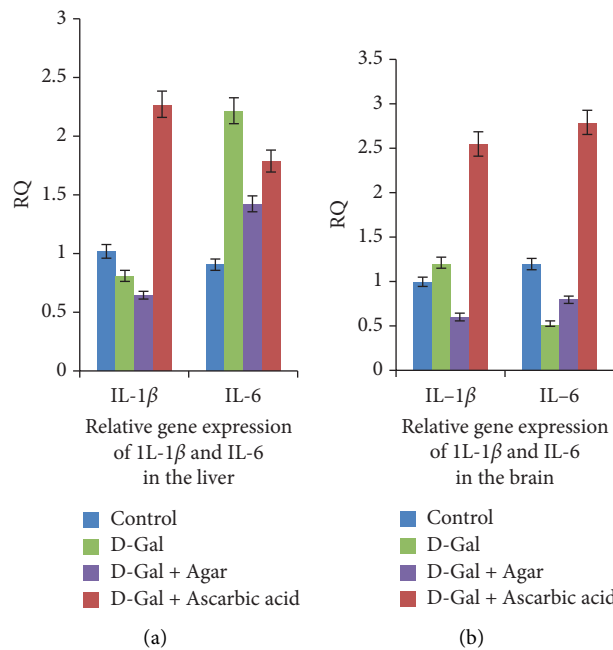 3
2.5
2
1.5
1
0.5
0
RQ
IL-1β
IL-6
Relative gene expression
of 1L-1β and IL-6
in the liver
Control
D-Gal
D-Gal + Agar
D-Gal + Ascarbic acid
(a)
3.5
3
2.5
2
1.5
1
0.5
0
RQ
IL–1β
IL–6
Relative gene expression
of 1L-1β and IL-6
in the brain
Control
D-Gal
D-Gal + Agar
D-Gal + Ascarbic acid
(b)